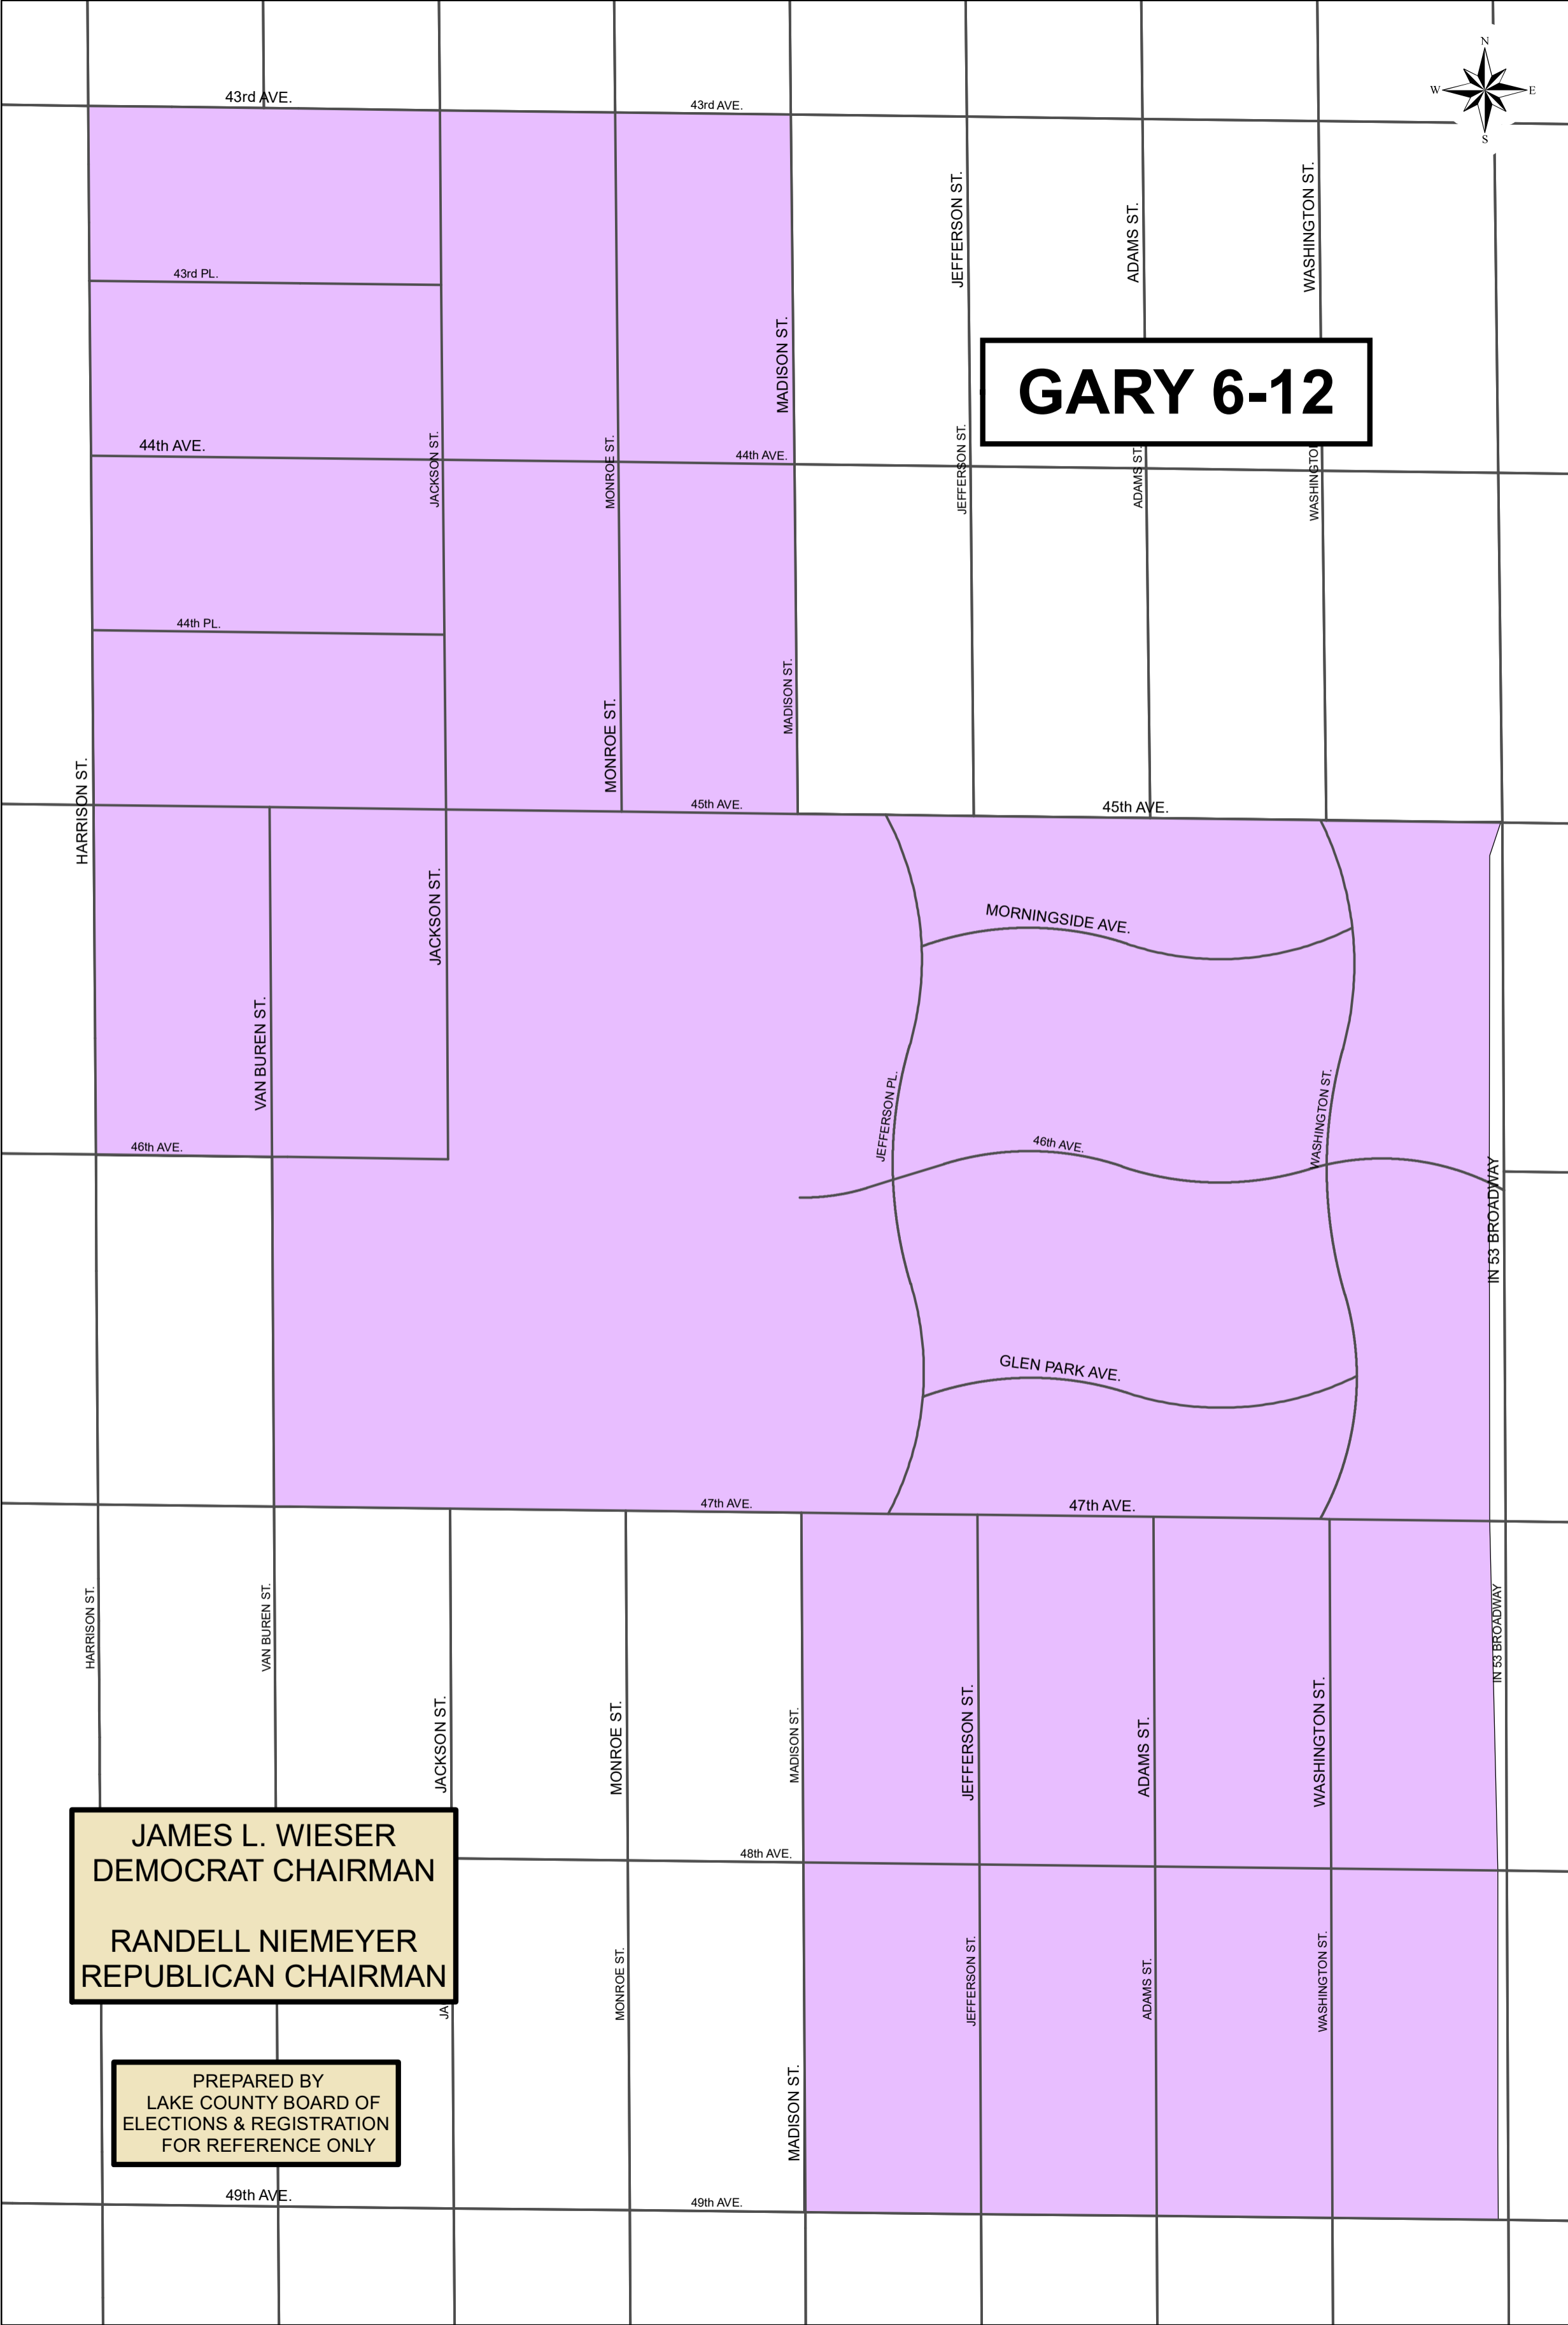 N
W E
S
43rd AVE.
43rd AVE.
JEFFERSON ST.
ADAMS ST.
WASHINGTON ST.
43rd PL.
MADISON ST.
GARY 6-12
44th AVE.
JACKSON ST.
MONROE ST.
44th AVE.
JEFFERSON ST.
ADAMS ST.
WASHINGTO
44th PL.
MADISON ST.
MONROE ST.
HARRISON ST.
45th AVE.
45th AVE.
JACKSON ST.
MORNINGSIDE AVE.
VAN BUREN ST.
JEFFERSON PL.
WASHINGTON ST.
46th AVE.
46th AVE.
IN 53 BROADWAY
GLEN PARK AVE.
47th AVE.
47th AVE.
HARRISON ST.
VAN BUREN ST.
IN 53 BROADWAY
JACKSON ST.
MONROE ST.
MADISON ST.
JEFFERSON ST.
ADAMS ST.
WASHINGTON ST.
JAMES L. WIESER
DEMOCRAT CHAIRMAN
RANDELL NIEMEYER
REPUBLICAN CHAIRMAN
48th AVE.
JA
MONROE ST.
JEFFERSON ST.
ADAMS ST.
WASHINGTON ST.
PREPARED BY
LAKE COUNTY BOARD OF
ELECTIONS & REGISTRATION
FOR REFERENCE ONLY
MADISON ST.
49th AVE.
49th AVE.